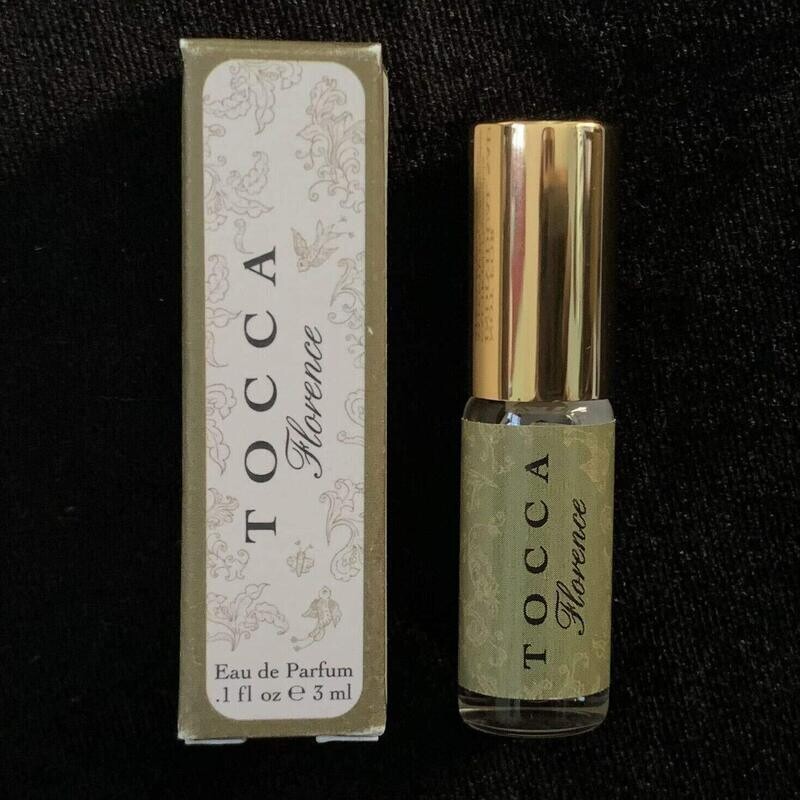 TOCCA
Florence
Eau de Parfum
.1 fl oz ℮ 3 ml
TOCCA
Florence